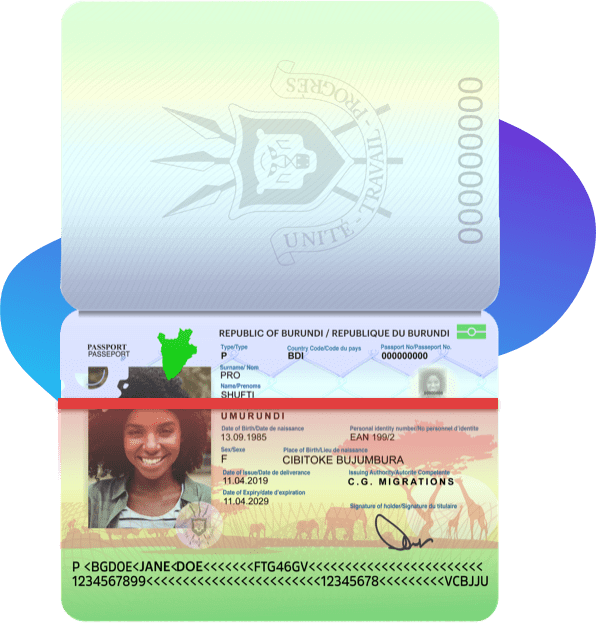 UNITÉ - TRAVAIL - PROGRÈS
000000000
REPUBLIC OF BURUNDI / REPUBLIQUE DU BURUNDI
PASSPORT
PASSEPORT
Type/Type Country Code/Code du pays Passport No/Passeport No.
P BDI 000000000
Surname/ Nom
PRO
Name/Prenoms
SHUFTI
UMURUNDI
Date of Birth/Date de naissance Personal identity number/No personnel d'identite
13.09.1985 EAN 199/2
Sex/Sexe Place of Birth/Lieu de naissance
F CIBITOKE BUJUMBURA
Date of Issue/Date de deliverance Issuing Authority/Autorite Competente
11.04.2019 C.G. MIGRATIONS
Date of Expiry/date d'expiration
11.04.2029
Signature of holder/Signature du titulaire
P <BGDOE<JANE<DOE<<<<<<<FTG46GV<<<<<<<<<<<<<<<<<<<<<<<<
1234567899<<<<<<<<<<<<<<<<<<<<<<<<12345678<<<<<<<<<VCBJJU